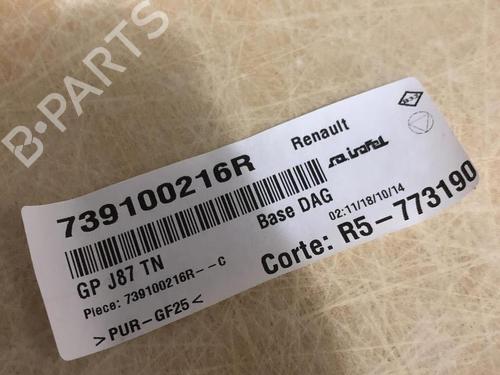 B-PARTS
Renault
739100216R
Base DAG
GP J87 TN
02:11/18/10/14
Piece: 739100216R--C
Corte: R5-773190
>PUR-GF25<